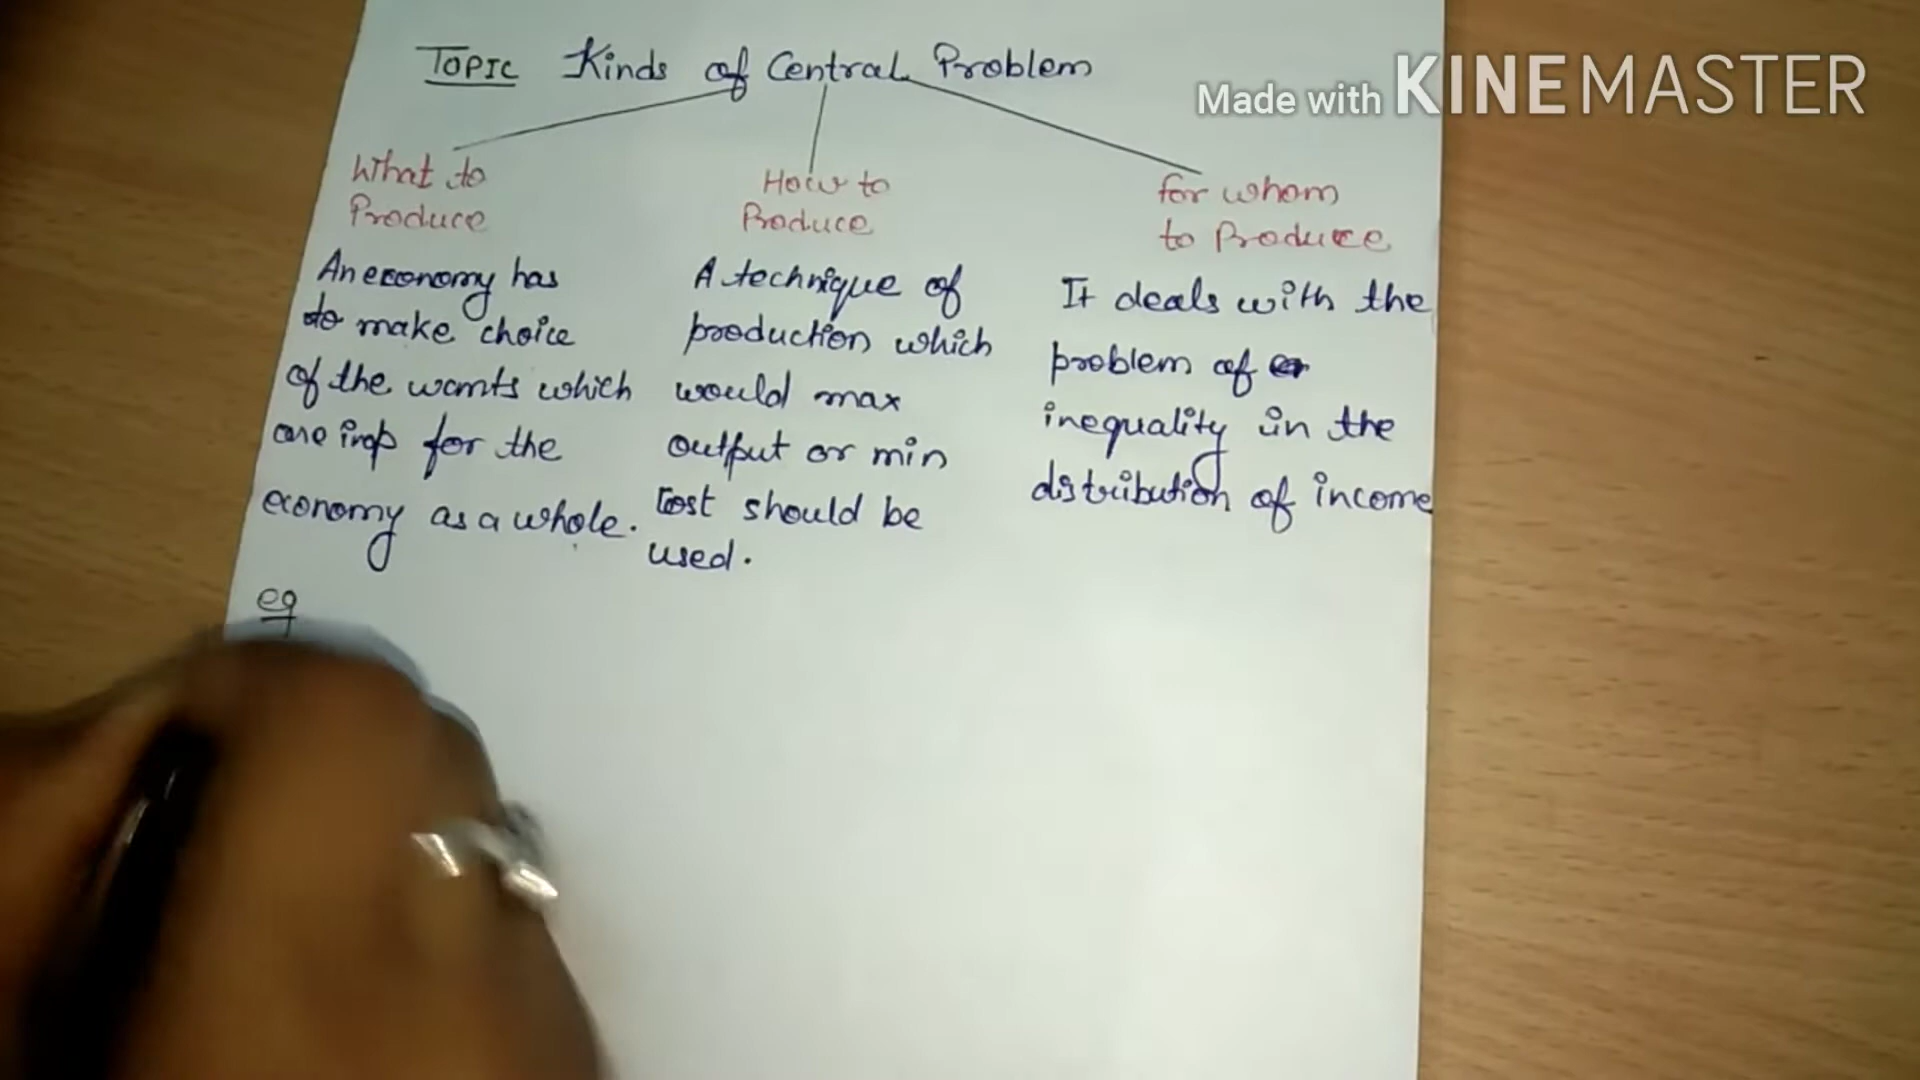 TOPIC Kinds of Central Problem
Made with KINEMASTER
What to
Produce
An economy has
to make choice
of the wants which
are imp for the
economy as a whole.
eg
How to
Produce
A technique of
production which
would max
output or min
cost should be
used.
for whom
to Produce
It deals with the
problem of
inequality in the
distribution of income